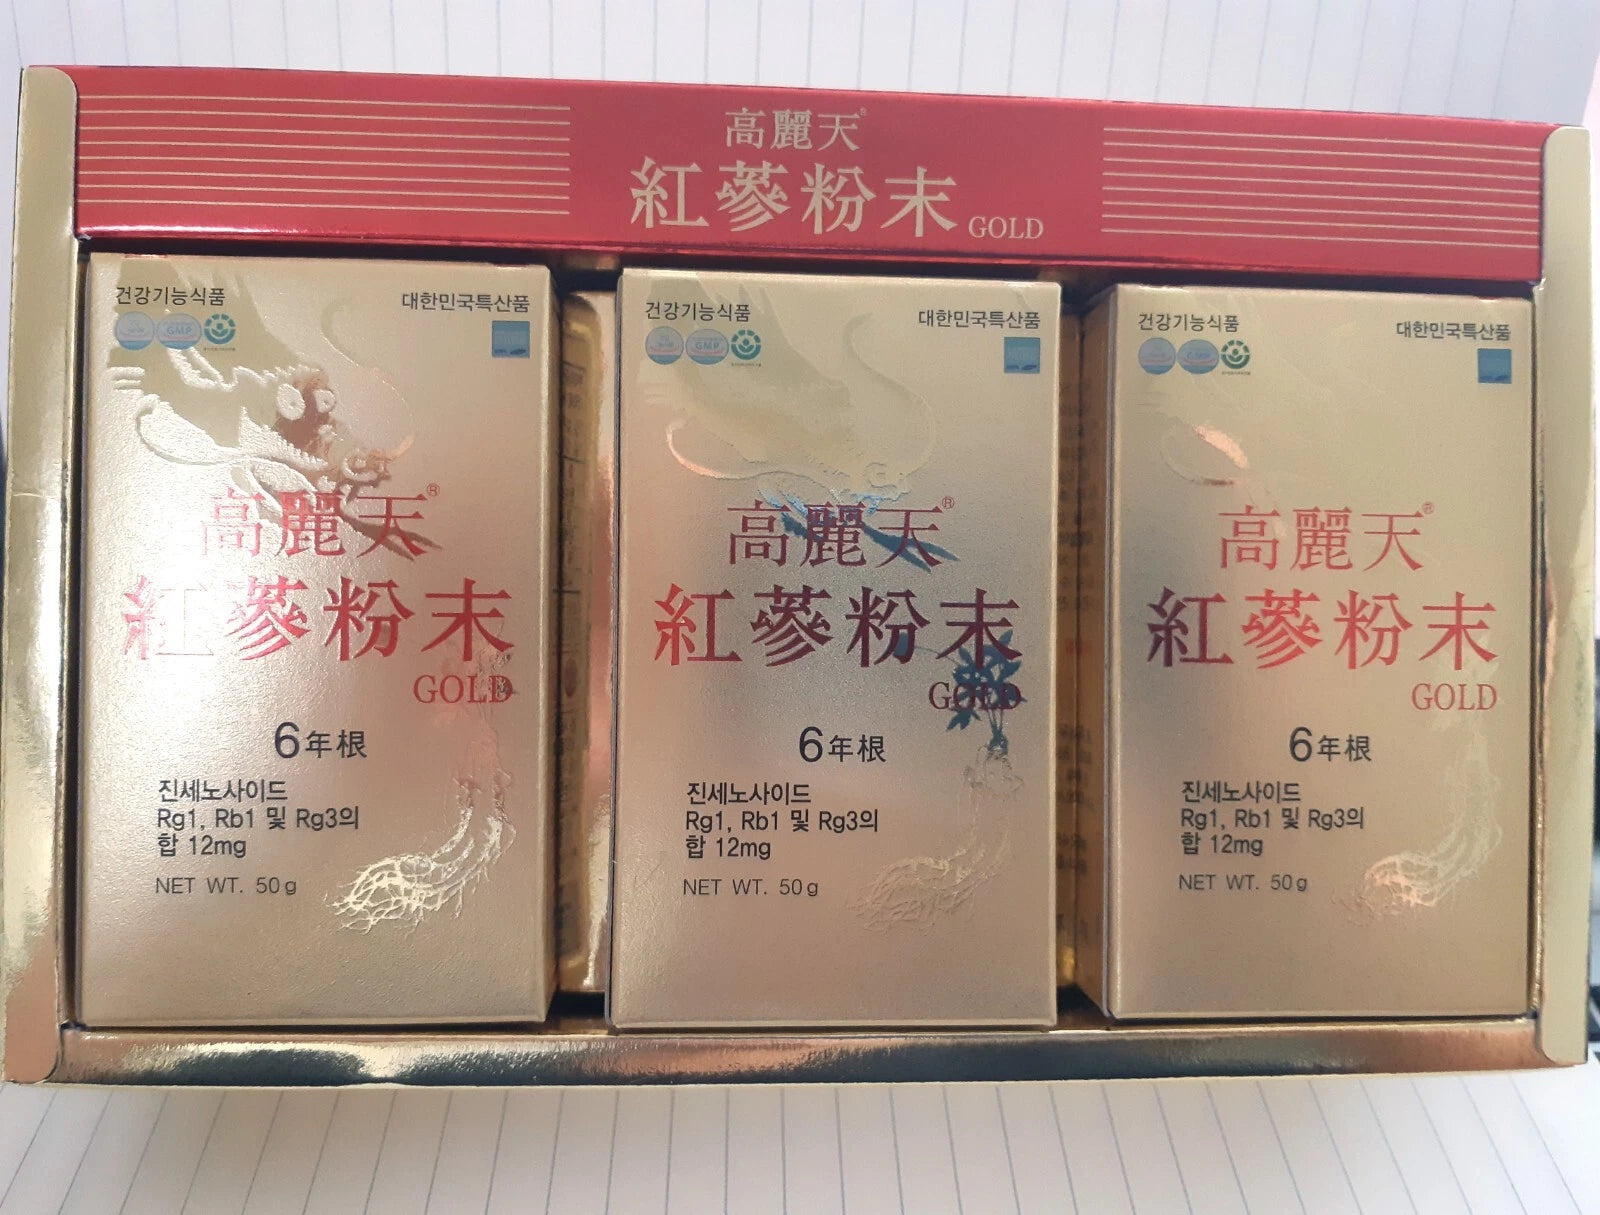 高麗天®
紅蔘粉末 GOLD
건강기능식품 대한민국특산품
GMP
高麗天®
紅蔘粉末
GOLD
6年根
진세노사이드
Rg1, Rb1 및 Rg3의
합 12mg
NET WT. 50g
건강기능식품 대한민국특산품
GMP
高麗天®
紅蔘粉末
GOLD
6年根
진세노사이드
Rg1, Rb1 및 Rg3의
합 12mg
NET WT. 50g
건강기능식품 대한민국특산품
GMP
高麗天®
紅蔘粉末
GOLD
6年根
진세노사이드
Rg1, Rb1 및 Rg3의
합 12mg
NET WT. 50g